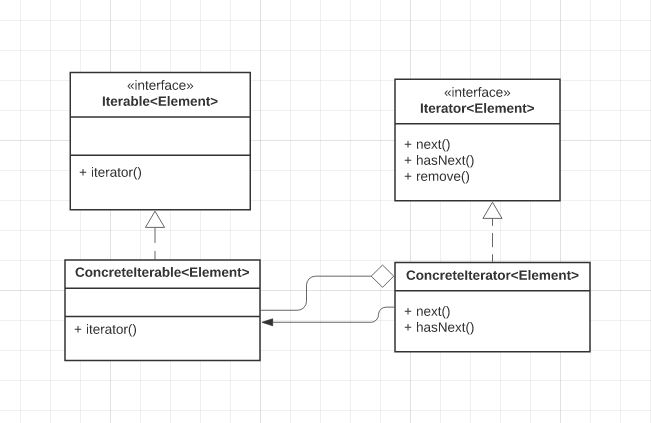 «interface»
Iterable<Element>
+ iterator()
«interface»
Iterator<Element>
+ next()
+ hasNext()
+ remove()
ConcreteIterable<Element>
+ iterator()
ConcreteIterator<Element>
+ next()
+ hasNext()